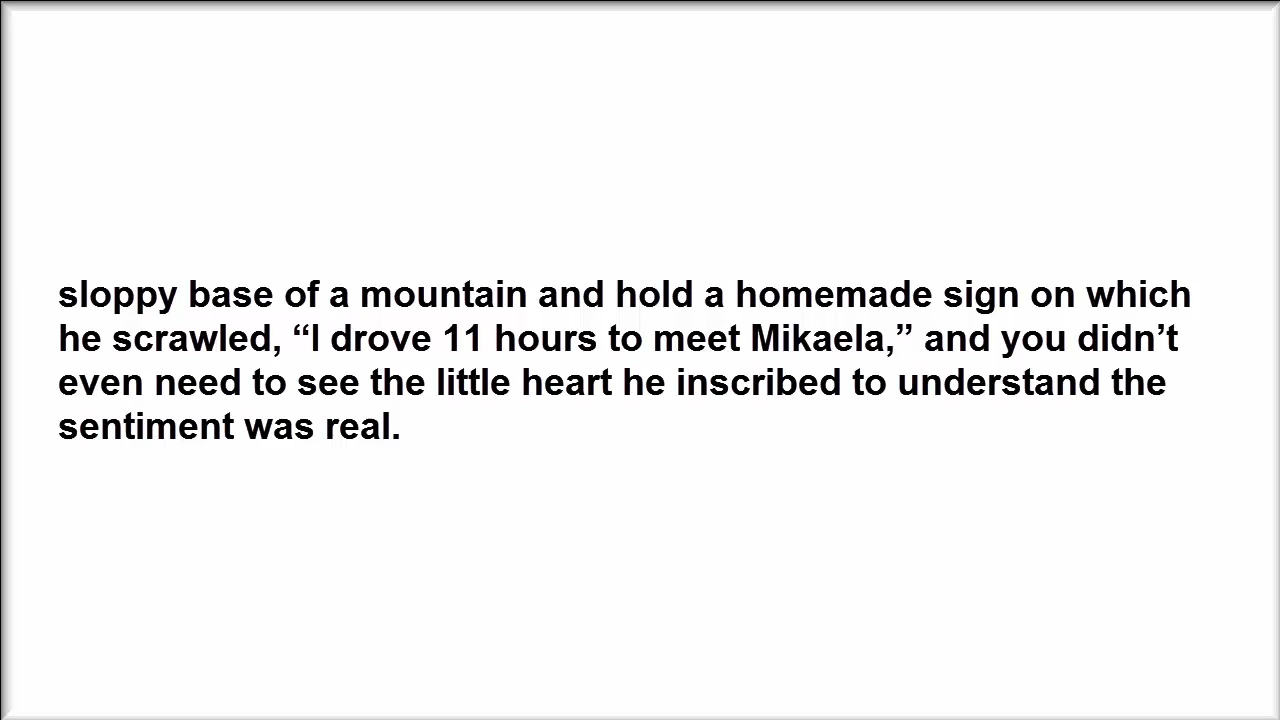 sloppy base of a mountain and hold a homemade sign on which
he scrawled, “I drove 11 hours to meet Mikaela,” and you didn’t
even need to see the little heart he inscribed to understand the
sentiment was real.